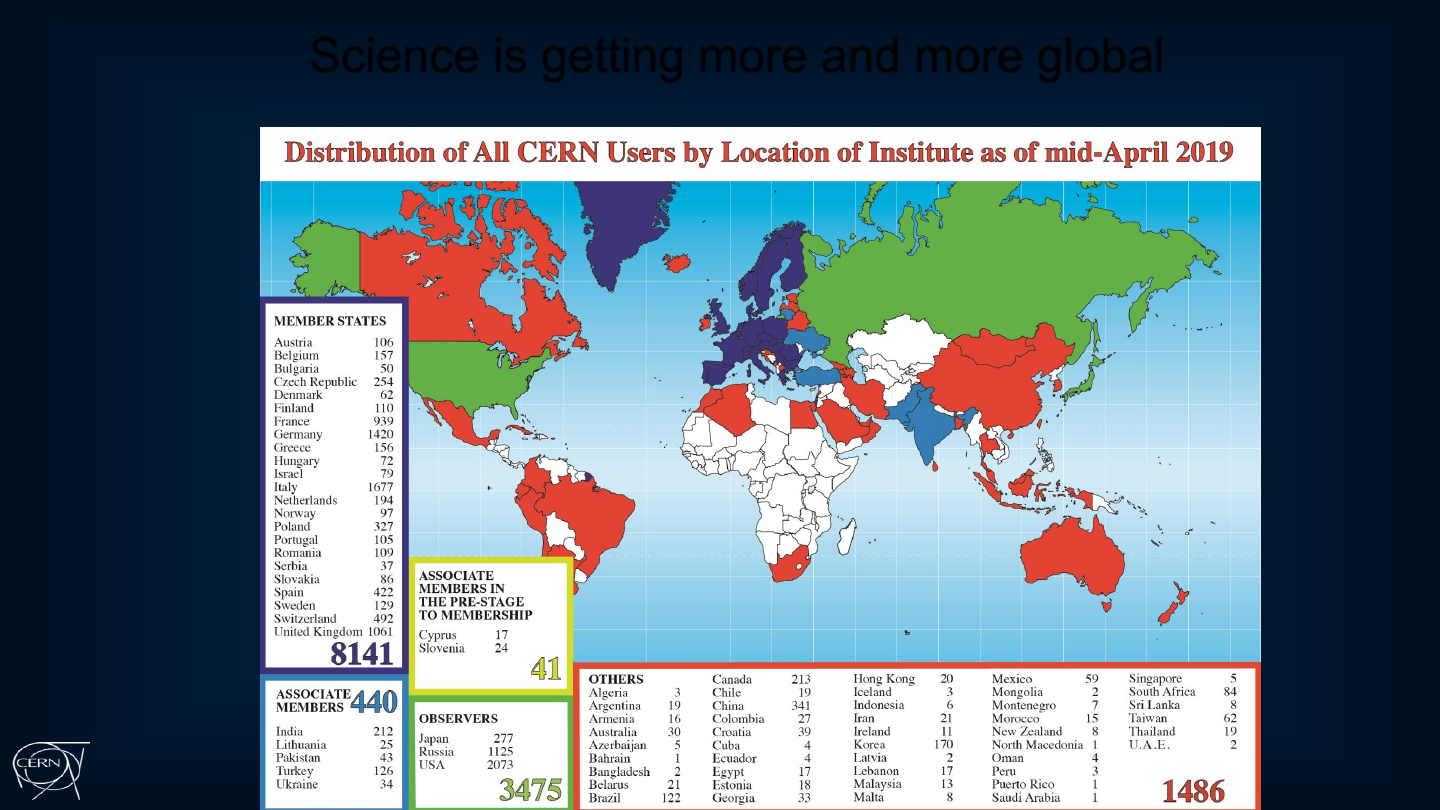 Science is getting more and more global
Distribution of All CERN Users by Location of Institute as of mid-April 2019
MEMBER STATES
Austria 106
Belgium 157
Bulgaria 50
Czech Republic 254
Denmark 62
Finland 110
France 939
Germany 1420
Greece 156
Hungary 72
Israel 79
Italy 1677
Netherlands 194
Norway 97
Poland 327
Portugal 105
Romania 109
Serbia 37
Slovakia 86
Spain 422
Sweden 129
Switzerland 492
United Kingdom 1061
8141
ASSOCIATE
MEMBERS 440
India 212
Lithuania 25
Pakistan 43
Turkey 126
Ukraine 34
ASSOCIATE
MEMBERS IN
THE PRE-STAGE
TO MEMBERSHIP
Cyprus 17
Slovenia 24
41
OBSERVERS
Japan 277
Russia 1125
USA 2073
3475
OTHERS
Algeria 3
Argentina 19
Armenia 16
Australia 30
Azerbaijan 5
Bahrain 1
Bangladesh 2
Belarus 21
Brazil 122
Canada 213
Chile 19
China 341
Colombia 27
Croatia 39
Cuba 4
Ecuador 4
Egypt 17
Estonia 18
Georgia 33
Hong Kong 20
Iceland 3
Indonesia 6
Iran 21
Ireland 11
Korea 170
Latvia 2
Lebanon 17
Malaysia 13
Malta 8
Mexico 59
Mongolia 2
Montenegro 7
Morocco 15
New Zealand 8
North Macedonia 1
Oman 4
Peru 3
Puerto Rico 1
Saudi Arabia 1
Singapore 5
South Africa 84
Sri Lanka 8
Taiwan 62
Thailand 19
U.A.E. 2
1486
CERN